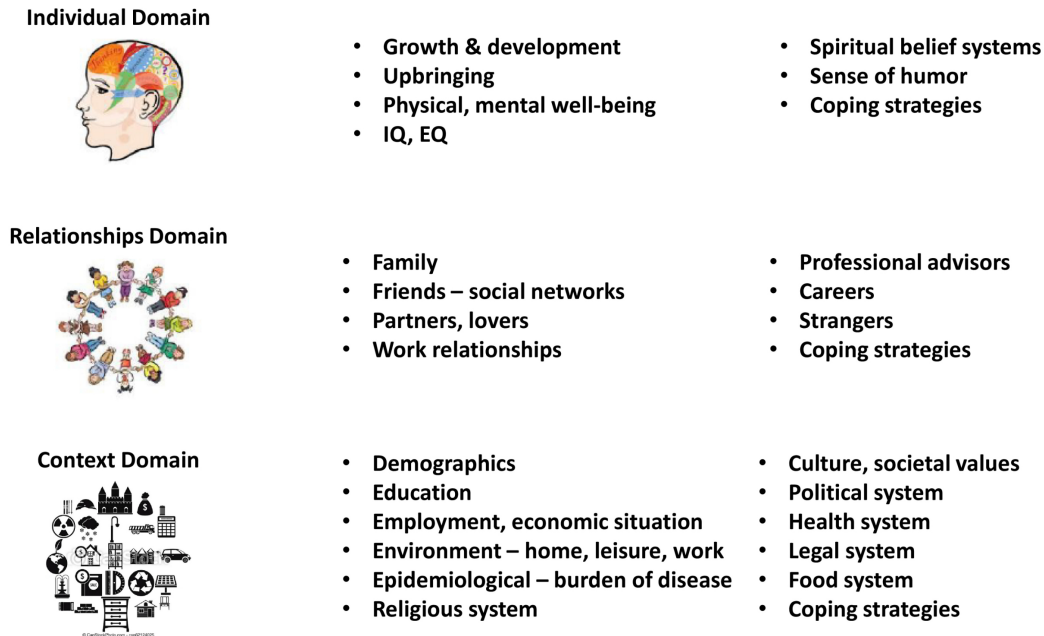 Individual Domain
Thinking
• Growth & development
• Upbringing
• Physical, mental well-being
• IQ, EQ
• Spiritual belief systems
• Sense of humor
• Coping strategies
Relationships Domain
• Family
• Friends – social networks
• Partners, lovers
• Work relationships
• Professional advisors
• Careers
• Strangers
• Coping strategies
Context Domain
• Demographics
• Education
• Employment, economic situation
• Environment – home, leisure, work
• Epidemiological – burden of disease
• Religious system
• Culture, societal values
• Political system
• Health system
• Legal system
• Food system
• Coping strategies